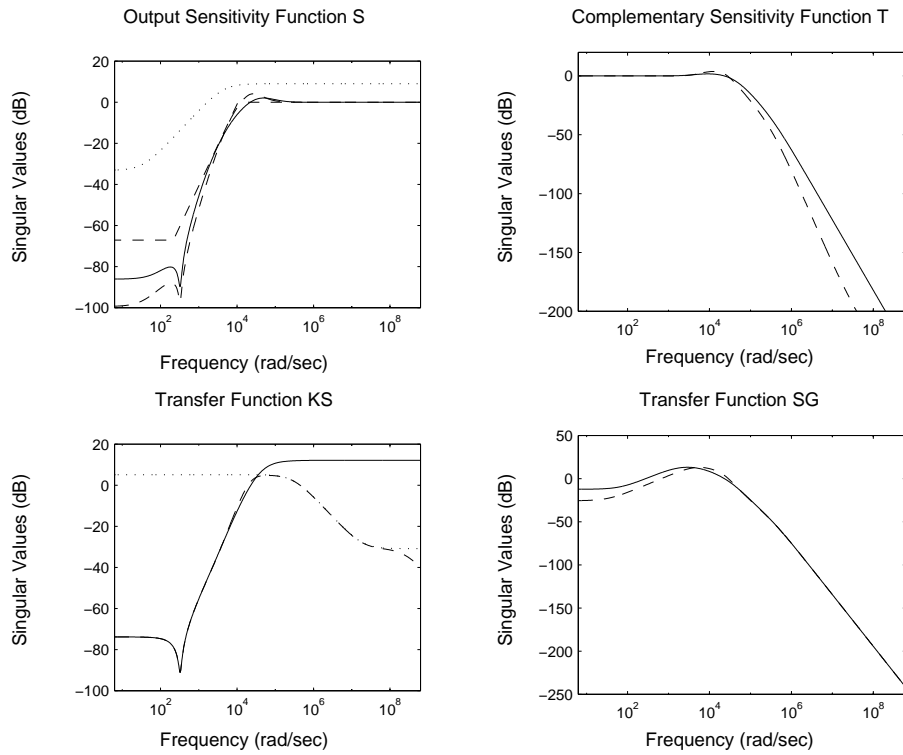 Output Sensitivity Function S
20
0
−20
−40
−60
−80
−100
Singular Values (dB)
10^2 10^4 10^6 10^8
Frequency (rad/sec)
Complementary Sensitivity Function T
0
−50
−100
−150
−200
Singular Values (dB)
10^2 10^4 10^6 10^8
Frequency (rad/sec)
Transfer Function KS
20
0
−20
−40
−60
−80
−100
Singular Values (dB)
10^2 10^4 10^6 10^8
Frequency (rad/sec)
Transfer Function SG
50
0
−50
−100
−150
−200
−250
Singular Values (dB)
10^2 10^4 10^6 10^8
Frequency (rad/sec)